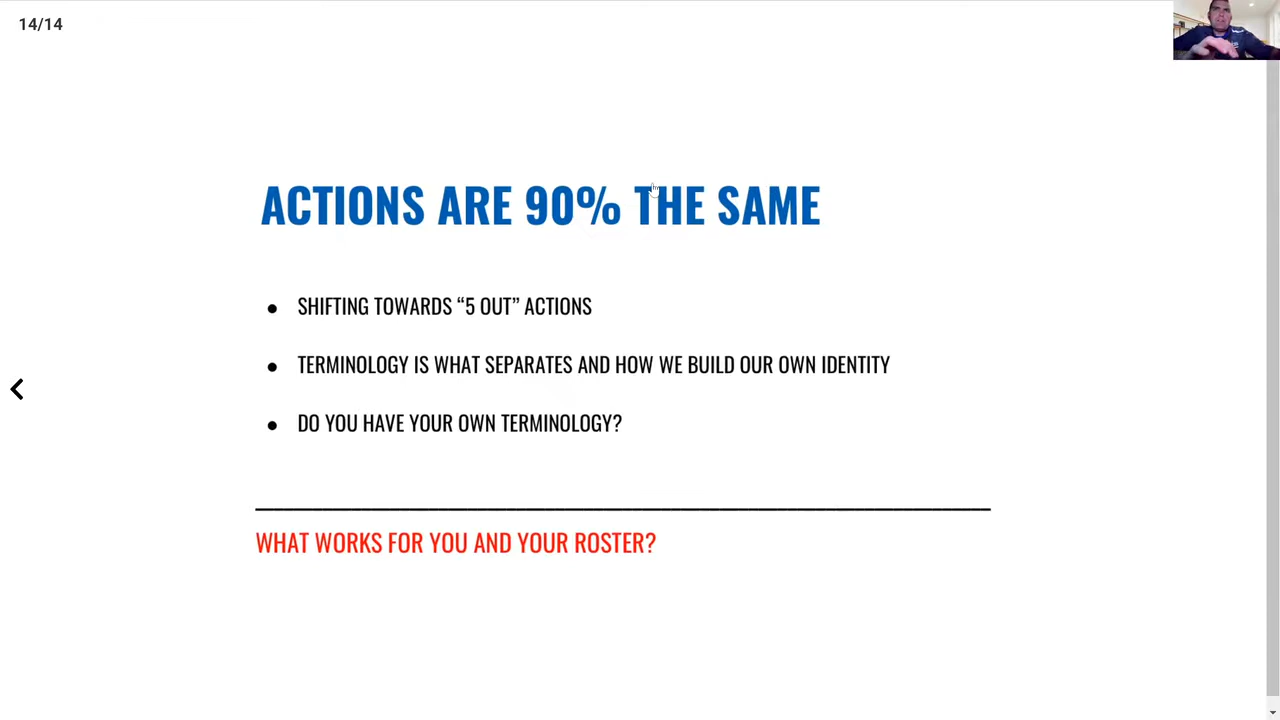 14/14
ACTIONS ARE 90% THE SAME
● SHIFTING TOWARDS “5 OUT” ACTIONS
● TERMINOLOGY IS WHAT SEPARATES AND HOW WE BUILD OUR OWN IDENTITY
● DO YOU HAVE YOUR OWN TERMINOLOGY?
WHAT WORKS FOR YOU AND YOUR ROSTER?